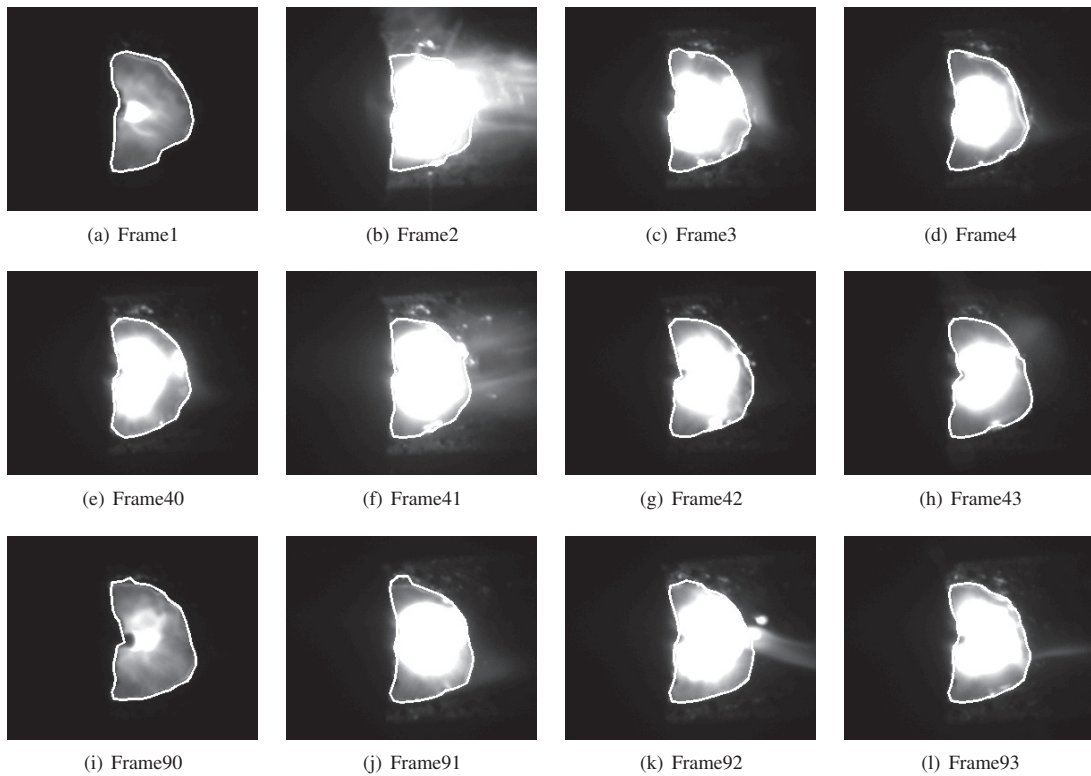 (a) Frame1
(b) Frame2
(c) Frame3
(d) Frame4
(e) Frame40
(f) Frame41
(g) Frame42
(h) Frame43
(i) Frame90
(j) Frame91
(k) Frame92
(l) Frame93